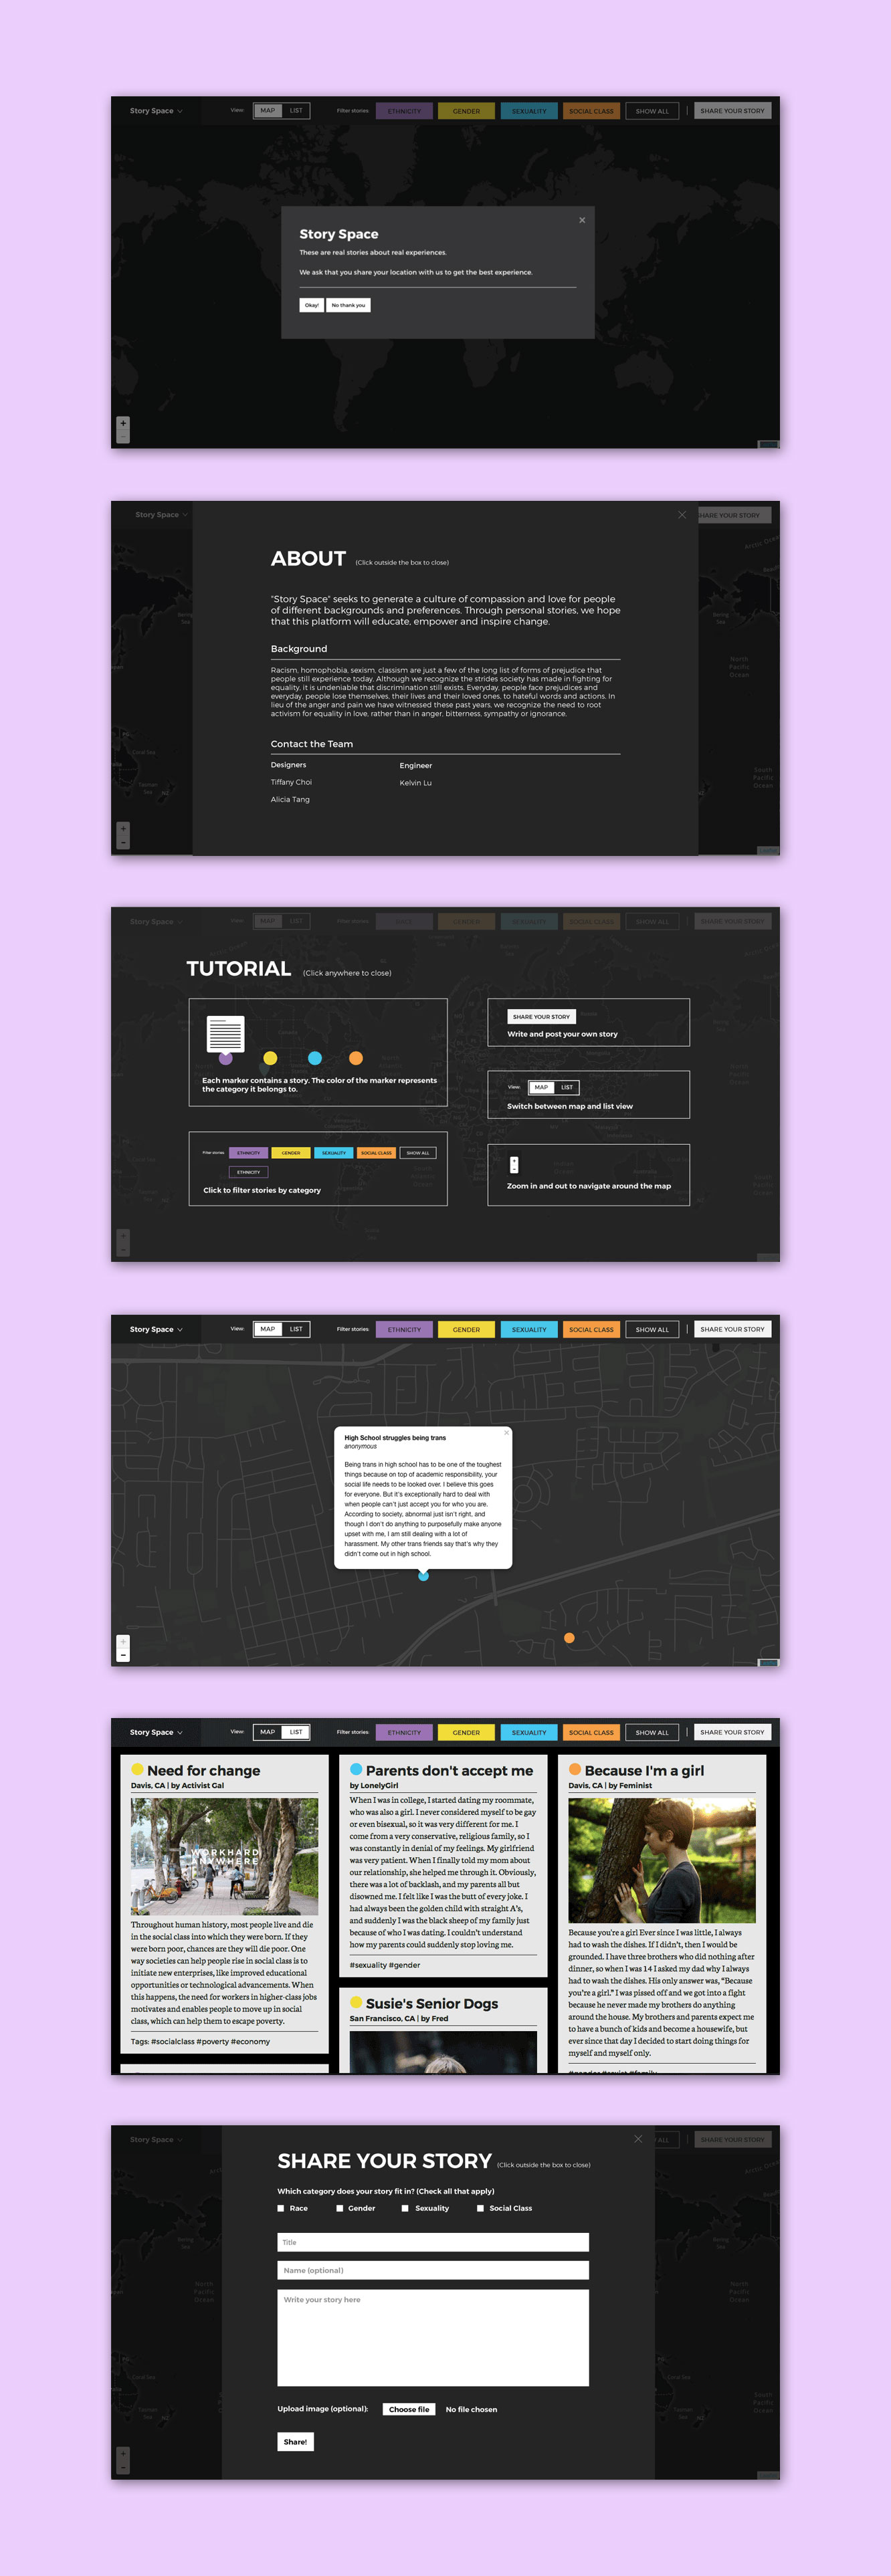 Story Space
View:
MAP
LIST
Filter stories:
ETHNICITY
GENDER
SEXUALITY
SOCIAL CLASS
SHOW ALL
SHARE YOUR STORY
Story Space
These are real stories about real experiences.
We ask that you share your location with us to get the best experience.
Okay!
No thank you
Story Space
SHARE YOUR STORY
ABOUT (Click outside the box to close)
"Story Space" seeks to generate a culture of compassion and love for people
of different backgrounds and preferences. Through personal stories, we hope
that this platform will educate, empower and inspire change.
Background
Racism, homophobia, sexism, classism are just a few of the long list of forms of prejudice that
people still experience today. Although we recognize the strides society has made in fighting for
equality, it is undeniable that discrimination still exists. Everyday, people face prejudices and
everyday, people lose themselves, their lives and their loved ones, to hateful words and actions. In
lieu of the anger and pain we have witnessed these past years, we recognize the need to root
activism for equality in love, rather than in anger, bitterness, sympathy or ignorance.
Contact the Team
Designers
Engineer
Tiffany Choi
Kelvin Lu
Alicia Tang
Bering
Sea
Coral Sea
Tasman
Sea
North
Pacific
Ocean
South
Pacific
Ocean
Story Space
View:
MAP
LIST
Filter stories:
GENDER
SEXUALITY
SOCIAL CLASS
SHOW ALL
SHARE YOUR STORY
TUTORIAL (Click anywhere to close)
Each marker contains a story. The color of the marker represents
the category it belongs to.
Filter stories:
ETHNICITY
GENDER
SEXUALITY
SOCIAL CLASS
SHOW ALL
ETHNICITY
Click to filter stories by category
SHARE YOUR STORY
Write and post your own story
View:
MAP
LIST
Switch between map and list view
Zoom in and out to navigate around the map
Story Space
View:
MAP
LIST
Filter stories:
ETHNICITY
GENDER
SEXUALITY
SOCIAL CLASS
SHOW ALL
SHARE YOUR STORY
High School struggles being trans
anonymous
Being trans in high school has to be one of the toughest
things because on top of academic responsibility, your
social life needs to be looked over. I believe this goes
for everyone. But it's exceptionally hard to deal with
when people can't just accept you for who you are.
According to society, abnormal just isn't right, and
though I don't do anything to purposefully make anyone
upset with me, I am still dealing with a lot of
harassment. My other trans friends say that's why they
didn't come out in high school.
Story Space
View:
MAP
LIST
Filter stories:
ETHNICITY
GENDER
SEXUALITY
SOCIAL CLASS
SHOW ALL
SHARE YOUR STORY
Need for change
Davis, CA | by Activist Gal
WORKHARD
ANYWHERE
Throughout human history, most people live and die
in the social class into which they were born. If they
were born poor, chances are they will die poor. One
way societies can help people rise in social class is to
initiate new enterprises, like improved educational
opportunities or technological advancements. When
this happens, the need for workers in higher-class jobs
motivates and enables people to move up in social
class, which can help them to escape poverty.
Tags: #socialclass #poverty #economy
Parents don't accept me
by LonelyGirl
When I was in college, I started dating my roommate,
who was also a girl. I never considered myself to be gay
or even bisexual, so it was very different for me. I
come from a very conservative, religious family, so I
was constantly in denial of my feelings. My girlfriend
was very patient. When I finally told my mom about
our relationship, she helped me through it. Obviously,
there was a lot of backlash, and my parents all but
disowned me. I felt like I was the butt of every joke. I
had always been the golden child with straight A's,
and suddenly I was the black sheep of my family just
because of who I was dating. I couldn't understand
how my parents could suddenly stop loving me.
#sexuality #gender
Susie's Senior Dogs
San Francisco, CA | by Fred
Because I'm a girl
Davis, CA | by Feminist
Because you're a girl Ever since I was little, I always
had to wash the dishes. If I didn't, then I would be
grounded. I have three brothers who did nothing after
dinner, so when I was 14 I asked my dad why I always
had to wash the dishes. His only answer was, "Because
you're a girl." I was pissed off and we got into a fight
because he never made my brothers do anything
around the house. My brothers and parents expect me
to have a bunch of kids and become a housewife, but
ever since that day I decided to start doing things for
myself and myself only.
Story Space
ALL
SHARE YOUR STORY
SHARE YOUR STORY (Click outside the box to close)
Which category does your story fit in? (Check all that apply)
Race
Gender
Sexuality
Social Class
Title
Name (optional)
Write your story here
Upload image (optional):
Choose file
No file chosen
Share!
North
Pacific
Ocean
South
Pacific
Ocean